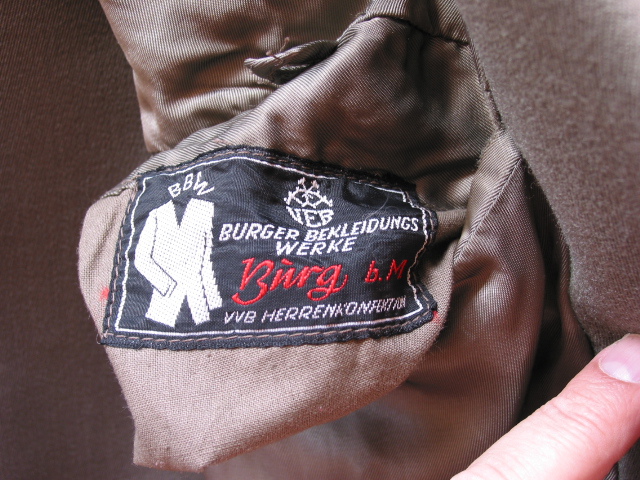 BBW
VEB
BURGER BEKLEIDUNGS
WERKE
Burg b. M
VVB HERRENKONFEKTION